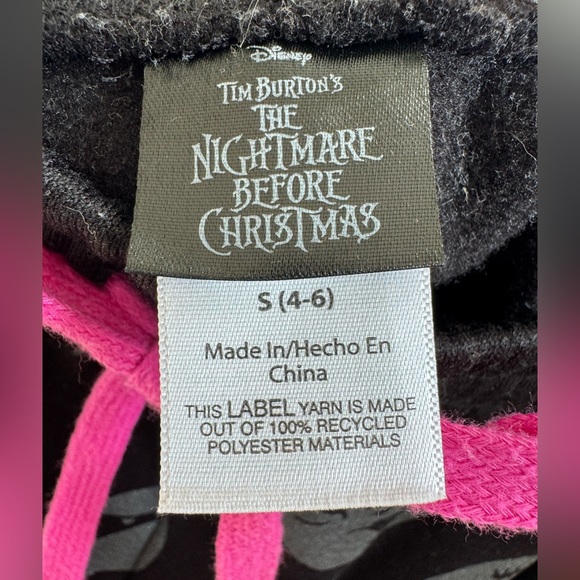 Disney
TIM BURTON'S
THE
NIGHTMARE
BEFORE
CHRISTMAS
S (4-6)
Made In/Hecho En
China
THIS LABEL YARN IS MADE
OUT OF 100% RECYCLED
POLYESTER MATERIALS